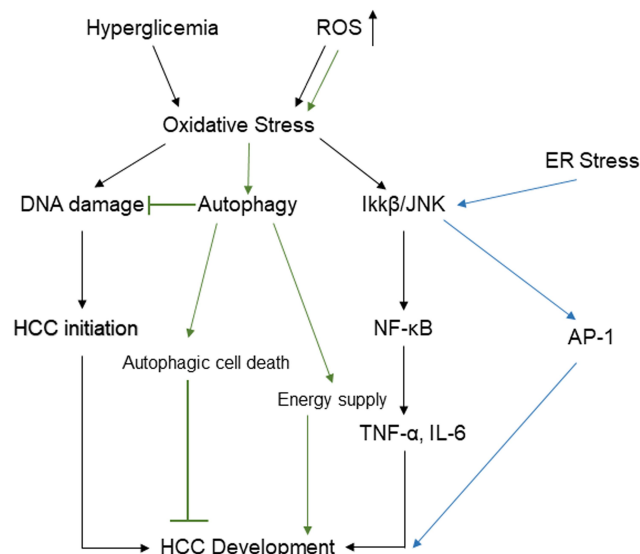 Hyperglicemia
ROS
Oxidative Stress
ER Stress
DNA damage
Autophagy
Ikkβ/JNK
HCC initiation
NF-κB
AP-1
Autophagic cell death
Energy supply
TNF-α, IL-6
HCC Development